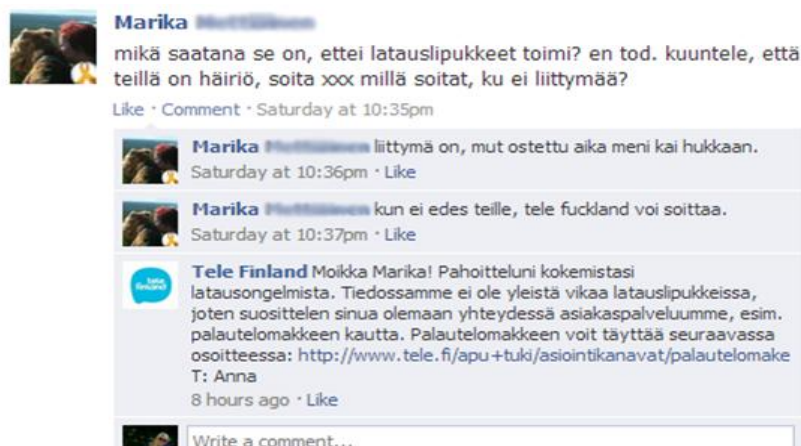 Marika
mikä saatana se on, ettei latauslipukkeet toimi? en tod. kuuntele, että
teillä on häiriö, soita xxx millä soitat, ku ei liittymää?
Like · Comment · Saturday at 10:35pm
Marika liittymä on, mut ostettu aika meni kai hukkaan.
Saturday at 10:36pm · Like
Marika kun ei edes teille, tele fuckland voi soittaa.
Saturday at 10:37pm · Like
tele
finland
Tele Finland Moikka Marika! Pahoitteluni kokemistasi
latausongelmista. Tiedossamme ei ole yleistä vikaa latauslipukkeissa,
joten suosittelen sinua olemaan yhteydessä asiakaspalveluumme, esim.
palautelomakkeen kautta. Palautelomakkeen voit täyttää seuraavassa
osoitteessa: http://www.tele.fi/apu+tuki/asiointikanavat/palautelomake
T: Anna
8 hours ago · Like
Write a comment...